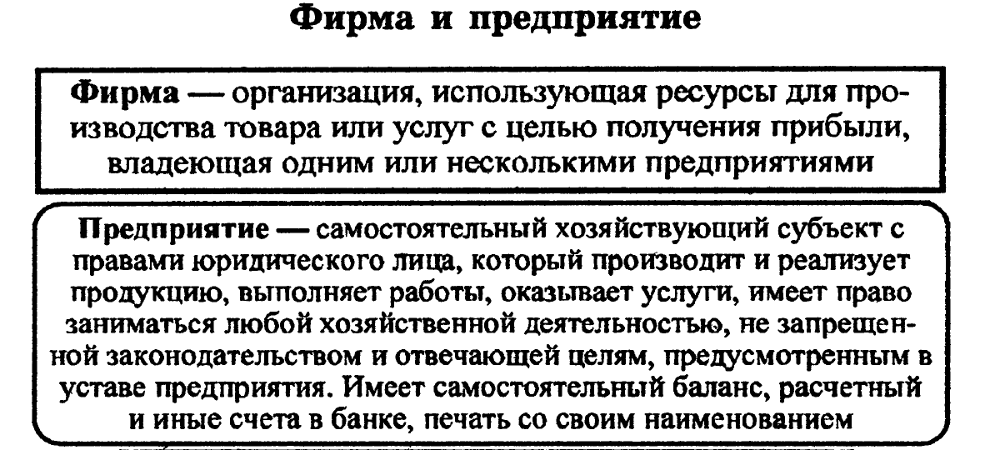 Фирма и предприятие
Фирма — организация, использующая ресурсы для про-
изводства товара или услуг с целью получения прибыли,
владеющая одним или несколькими предприятиями
Предприятие — самостоятельный хозяйствующий субъект с
правами юридического лица, который производит и реализует
продукцию, выполняет работы, оказывает услуги, имеет право
заниматься любой хозяйственной деятельностью, не запрещен-
ной законодательством и отвечающей целям, предусмотренным в
уставе предприятия. Имеет самостоятельный баланс, расчетный
и иные счета в банке, печать со своим наименованием